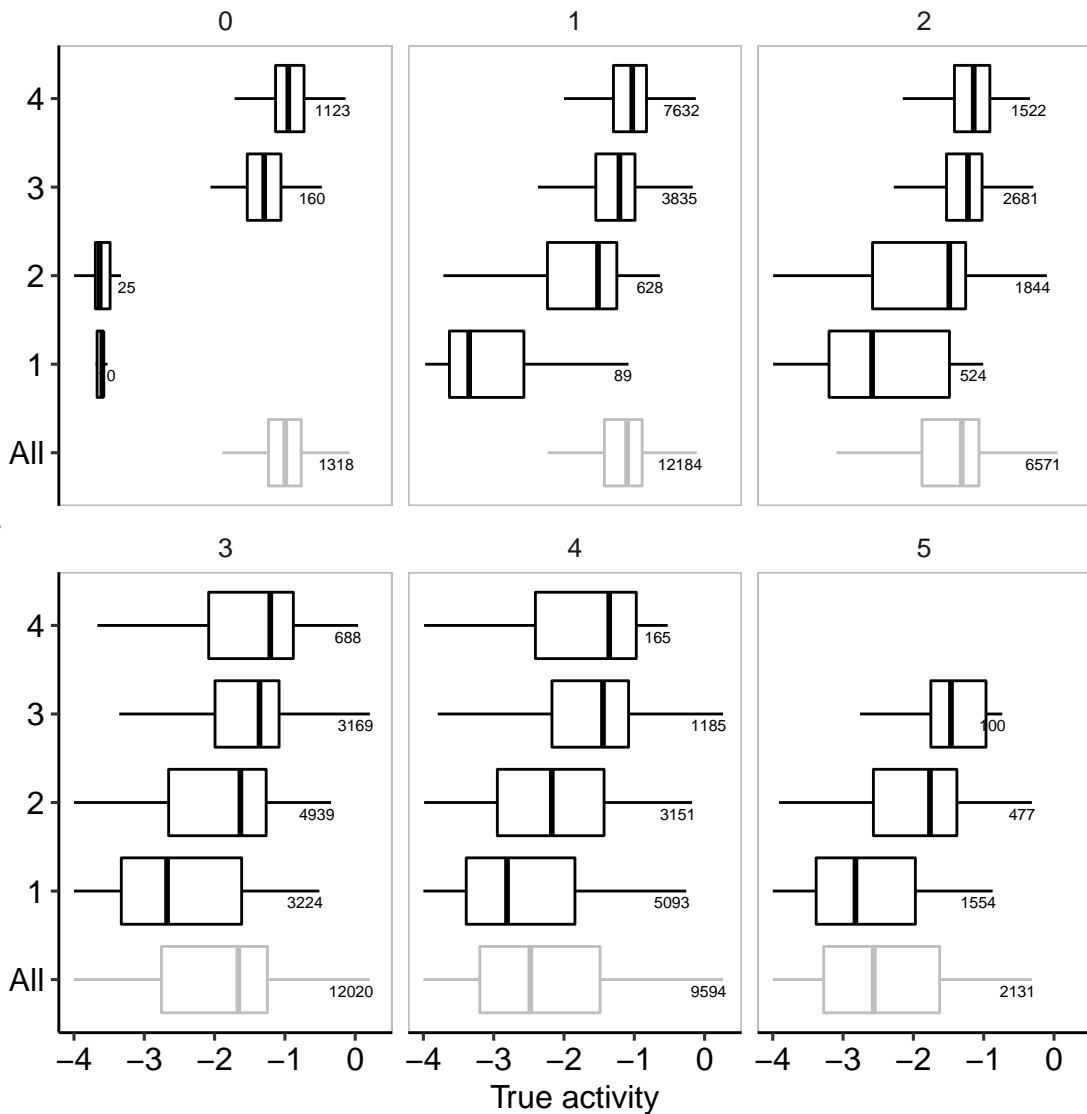 0 1 2
4 1123 7632 1522
3 160 3835 2681
2 25 628 1844
1 0 89 524
All 1318 12184 6571
3 4 5
4 688 165
3 3169 1185 100
2 4939 3151 477
1 3224 5093 1554
All 12020 9594 2131
−4 −3 −2 −1 0 −4 −3 −2 −1 0 −4 −3 −2 −1 0
True activity